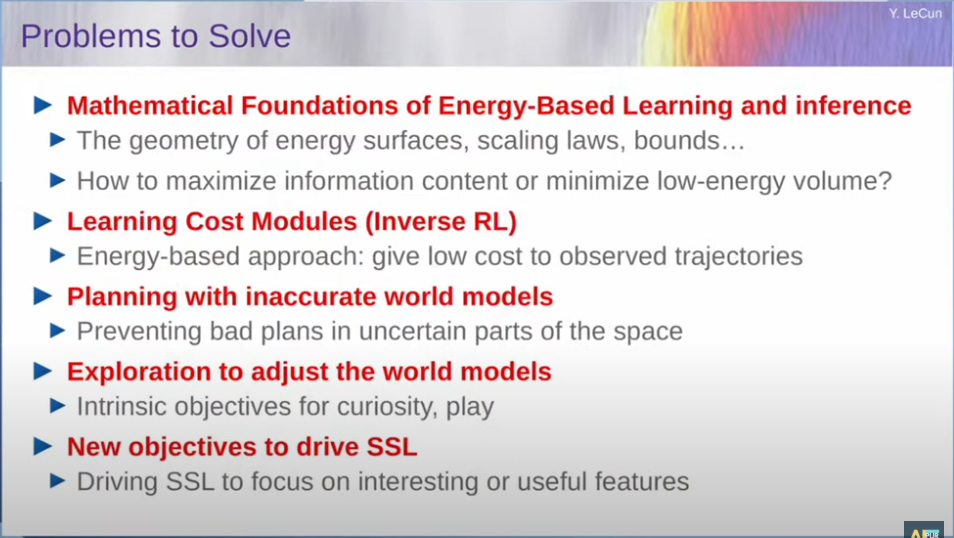 Y. LeCun
Problems to Solve
Mathematical Foundations of Energy-Based Learning and inference
The geometry of energy surfaces, scaling laws, bounds…
How to maximize information content or minimize low-energy volume?
Learning Cost Modules (Inverse RL)
Energy-based approach: give low cost to observed trajectories
Planning with inaccurate world models
Preventing bad plans in uncertain parts of the space
Exploration to adjust the world models
Intrinsic objectives for curiosity, play
New objectives to drive SSL
Driving SSL to focus on interesting or useful features